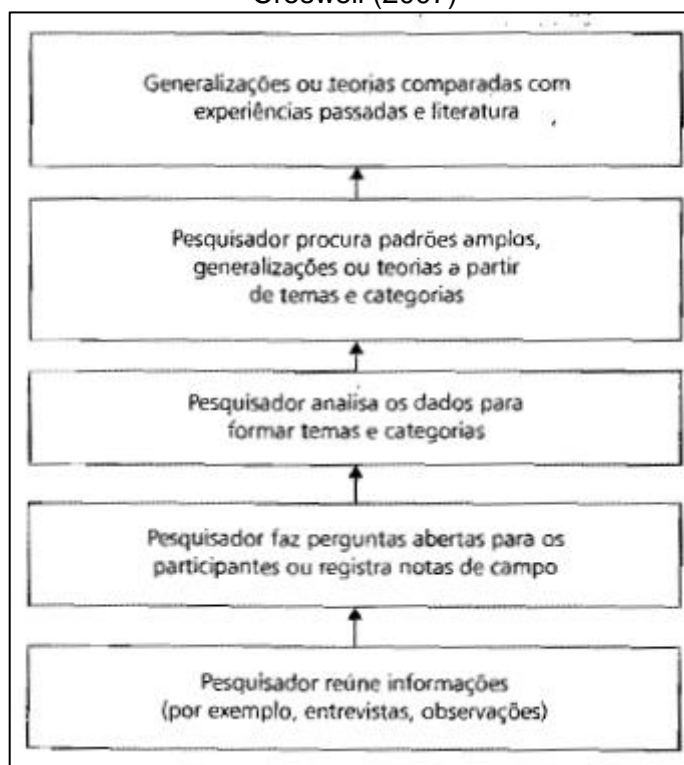 Creswell (2007)
Generalizações ou teorias comparadas com
experiências passadas e literatura
Pesquisador procura padrões amplos,
generalizações ou teorias a partir
de temas e categorias
Pesquisador analisa os dados para
formar temas e categorias
Pesquisador faz perguntas abertas para os
participantes ou registra notas de campo
Pesquisador reúne informações
(por exemplo, entrevistas, observações)